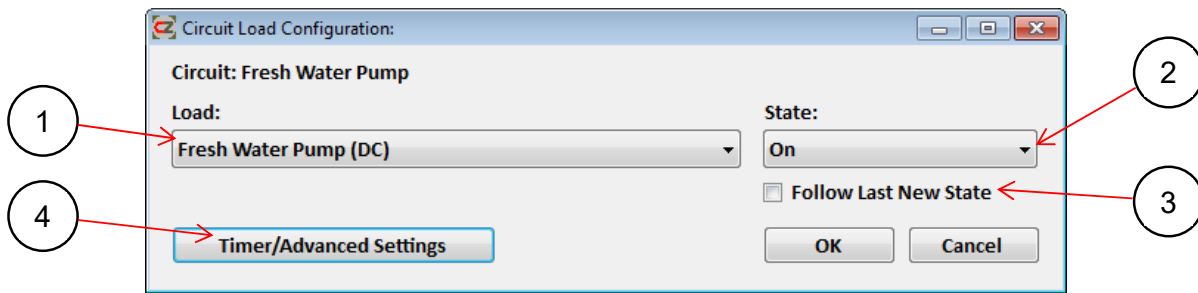 Circuit Load Configuration:
Circuit: Fresh Water Pump
Load:
State:
1
2
Fresh Water Pump (DC)
On
Follow Last New State
3
4
Timer/Advanced Settings
OK
Cancel